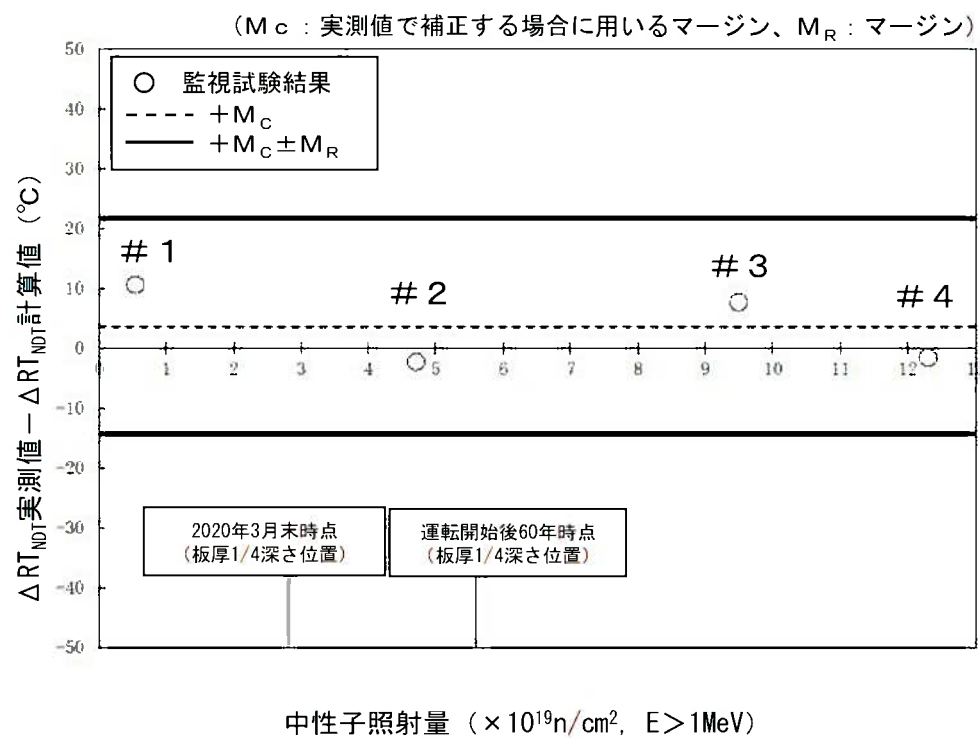 (Mc:実測値で補正する場合に用いるマージン、MR:マージン)
50
○ 監視試験結果
+MC
40
+MC±MR
30
20
#1
#3
10
#2
#4
0
0 1 2 3 4 5 6 7 8 9 10 11 12 1
-10
-20
-30
2020年3月末時点
(板厚1/4深さ位置)
運転開始後60年時点
(板厚1/4深さ位置)
-40
-50
ΔRTNDT実測値-ΔRTNDT計算値 (℃)
中性子照射量 (×10¹⁹n/cm², E>1MeV)